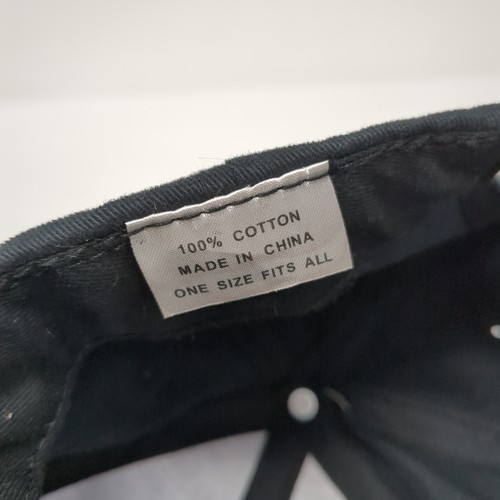 100% COTTON
MADE IN CHINA
ONE SIZE FITS ALL